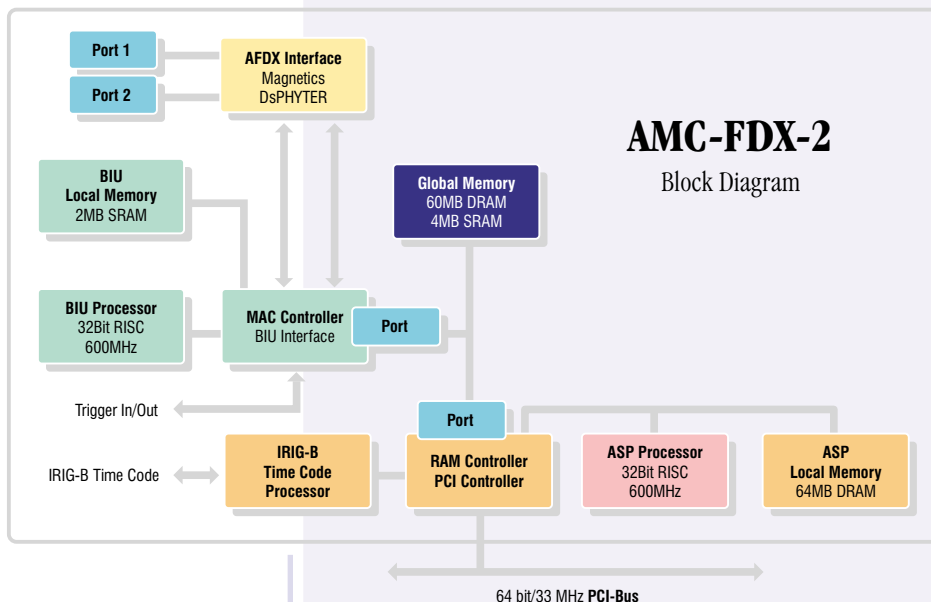 Port 1
Port 2
AFDX Interface
Magnetics
DsPHYTER
AMC-FDX-2
Block Diagram
BIU
Local Memory
2MB SRAM
Global Memory
60MB DRAM
4MB SRAM
BIU Processor
32Bit RISC
600MHz
MAC Controller
BIU Interface
Port
Trigger In/Out
Port
IRIG-B Time Code
IRIG-B
Time Code
Processor
RAM Controller
PCI Controller
ASP Processor
32Bit RISC
600MHz
ASP
Local Memory
64MB DRAM
64 bit/33 MHz PCI-Bus